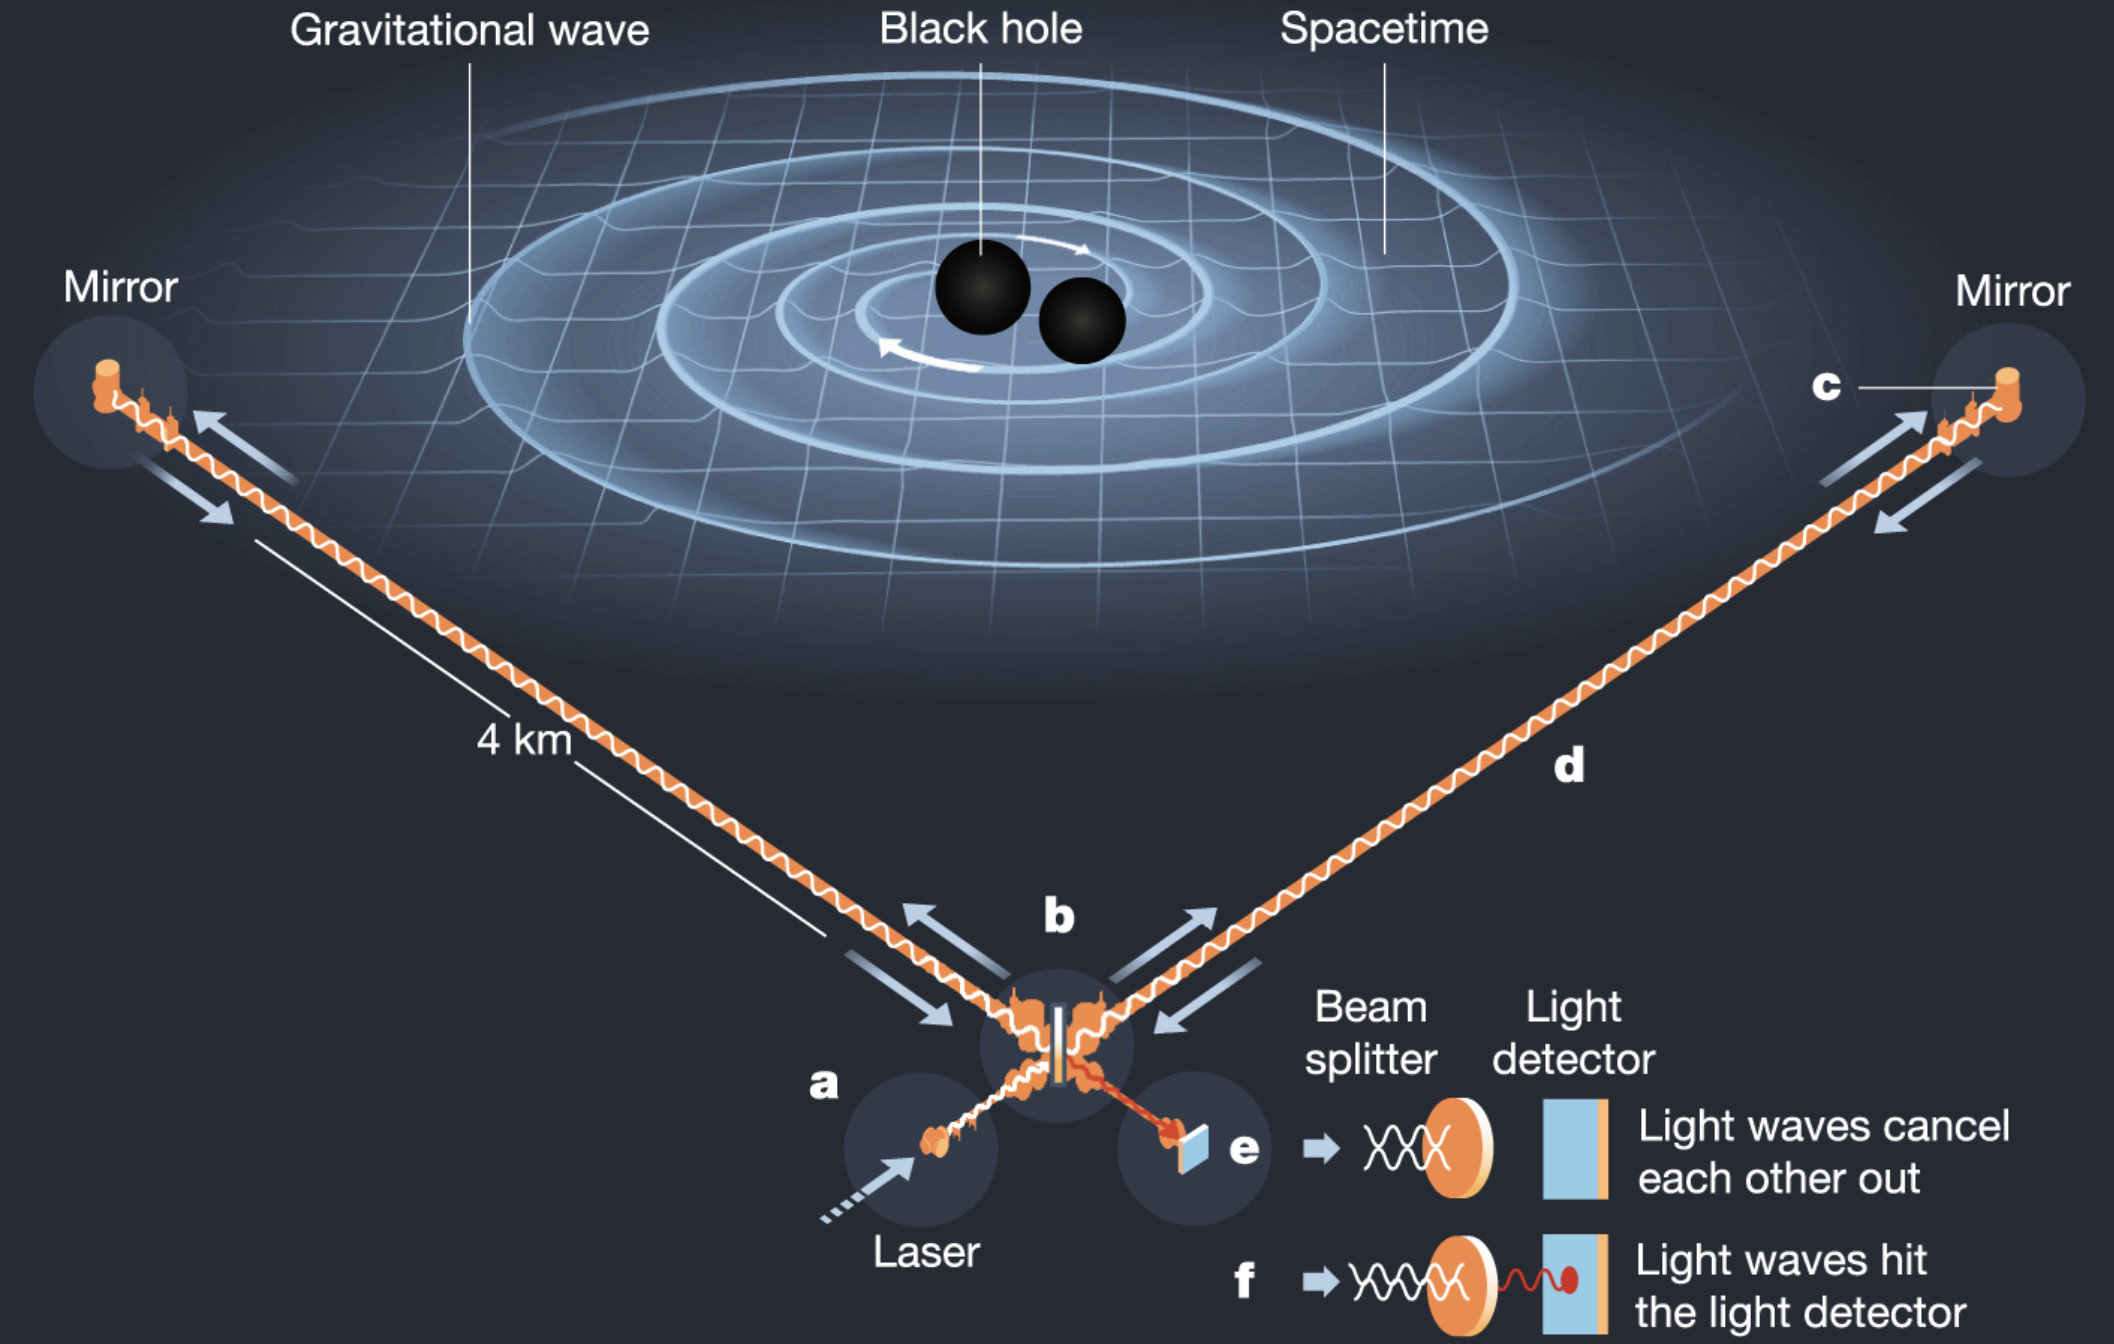 Gravitational wave
Black hole
Spacetime
Mirror
Mirror
c
4 km
d
b
a
Laser
Beam
splitter
Light
detector
e
Light waves cancel
each other out
f
Light waves hit
the light detector